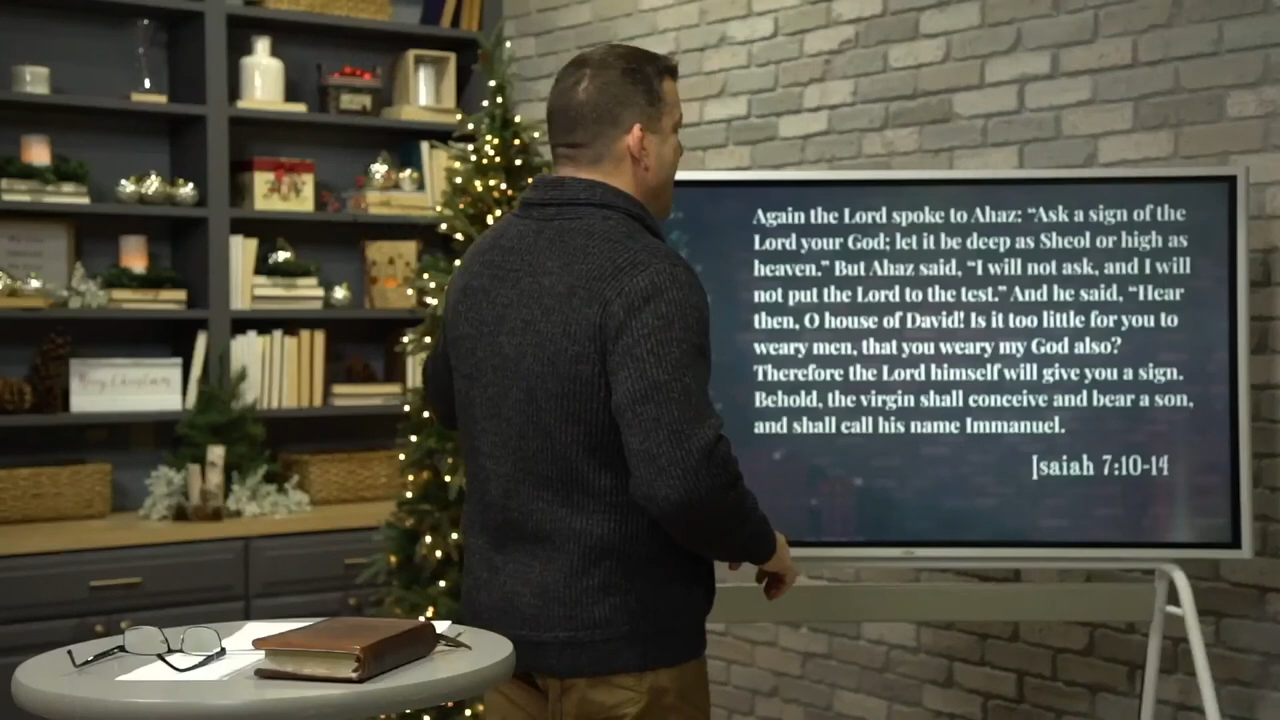 Again the Lord spoke to Ahaz: “Ask a sign of the
Lord your God; let it be deep as Sheol or high as
heaven.” But Ahaz said, “I will not ask, and I will
not put the Lord to the test.” And he said, “Hear
then, O house of David! Is it too little for you to
weary men, that you weary my God also?
Therefore the Lord himself will give you a sign.
Behold, the virgin shall conceive and bear a son,
and shall call his name Immanuel.
Isaiah 7:10-14
Merry Christmas